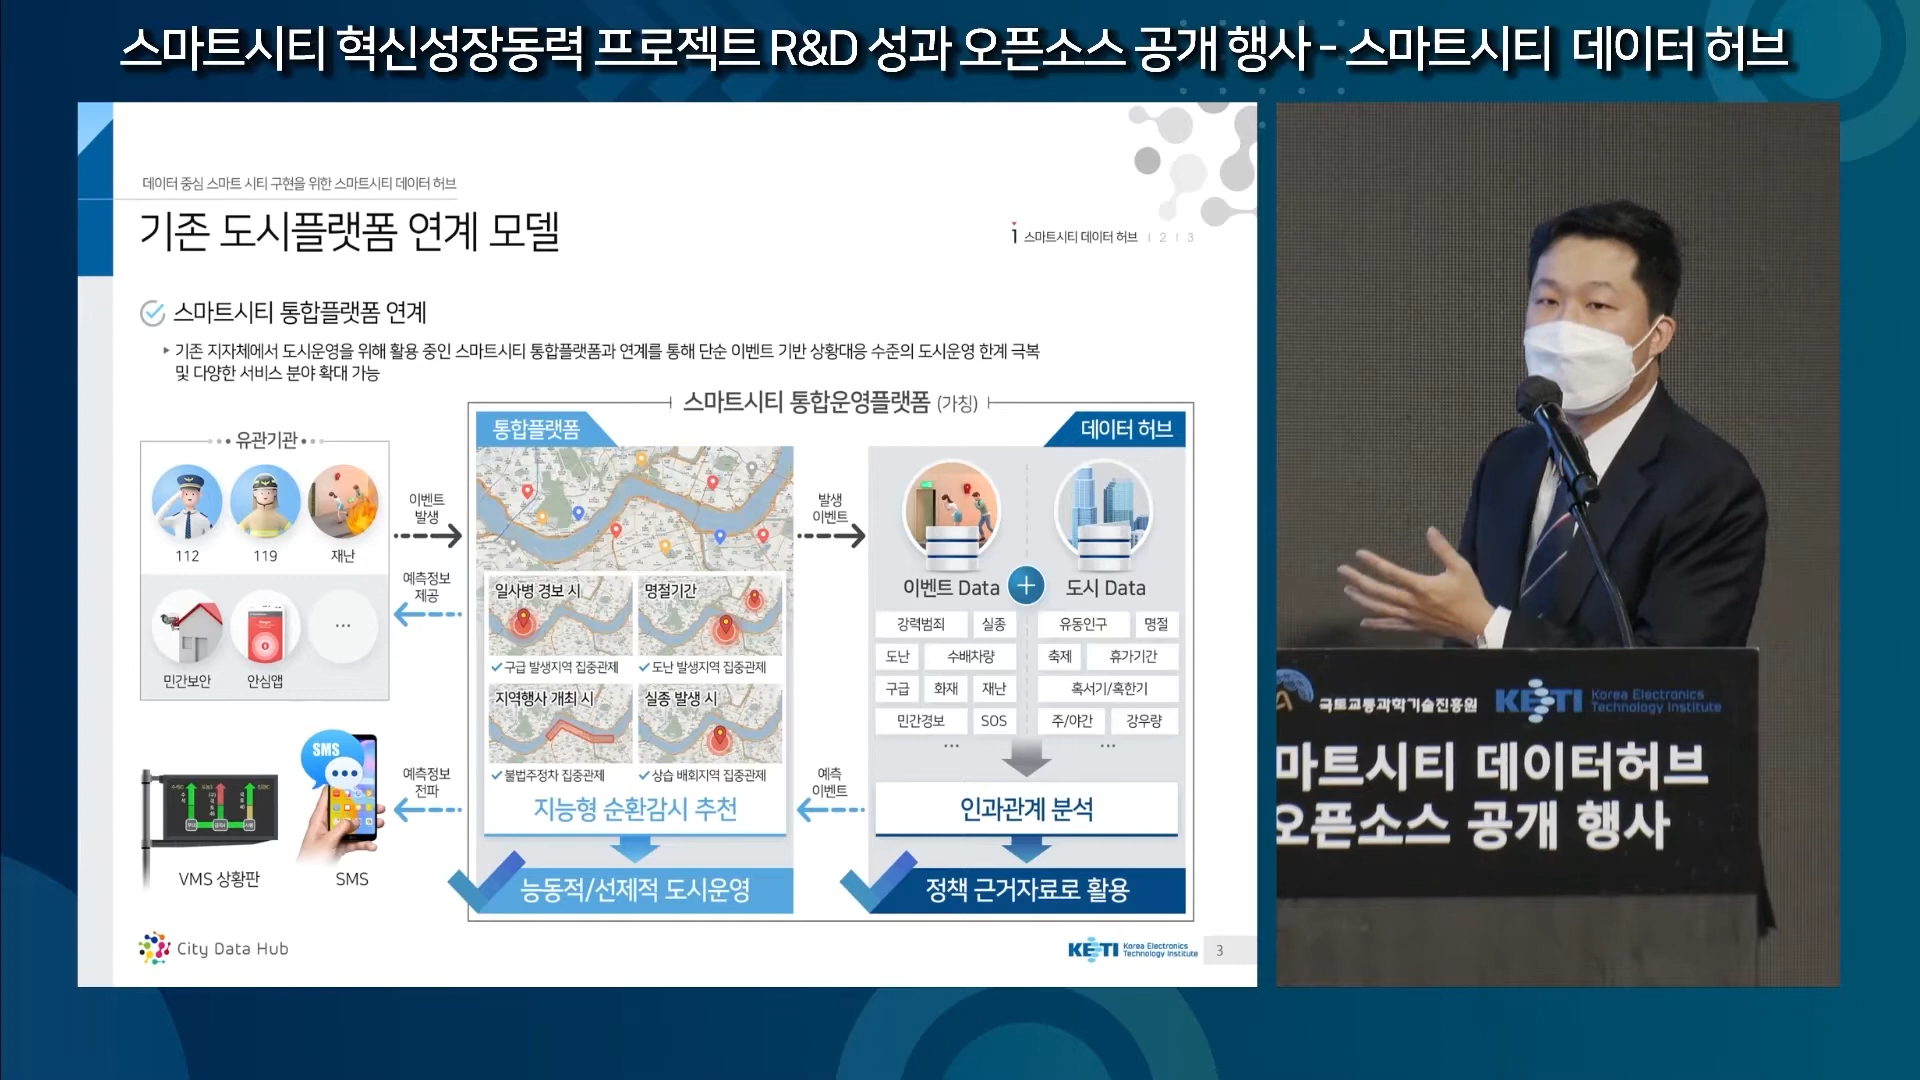 스마트시티 혁신성장동력 프로젝트 R&D 성과 오픈소스 공개 행사 - 스마트시티 데이터 허브
데이터 중심 스마트 시티 구현을 위한 스마트시티 데이터 허브
기존 도시플랫폼 연계 모델
1 스마트시티 데이터 허브 | 2 | 3
스마트시티 통합플랫폼 연계
기존 지자체에서 도시운영을 위해 활용 중인 스마트시티 통합플랫폼과 연계를 통해 단순 이벤트 기반 상황대응 수준의 도시운영 한계 극복
및 다양한 서비스 분야 확대 가능
스마트시티 통합운영플랫폼 (가칭)
유관기관
112 119 재난
민간보안 안심앱 ...
이벤트
발생
예측정보
제공
예측정보
전파
SMS
VMS 상황판
SMS
통합플랫폼
일사병 경보 시
구급 발생지역 집중관제
명절기간
도난 발생지역 집중관제
지역행사 개최 시
불법주정차 집중관제
실종 발생 시
상습 배회지역 집중관제
지능형 순환감시 추천
능동적/선제적 도시운영
발생
이벤트
예측
이벤트
데이터 허브
이벤트 Data + 도시 Data
강력범죄 실종
도난 수배차량
구급 화재 재난
민간경보 SOS
...
유동인구 명절
축제 휴가기간
혹서기/혹한기
주/야간 강우량
...
인과관계 분석
정책 근거자료로 활용
City Data Hub
KETI Korea Electronics
Technology Institute
3
국토교통과학기술진흥원
KETI Korea Electronics
Technology Institute
마트시티 데이터허브
오픈소스 공개 행사